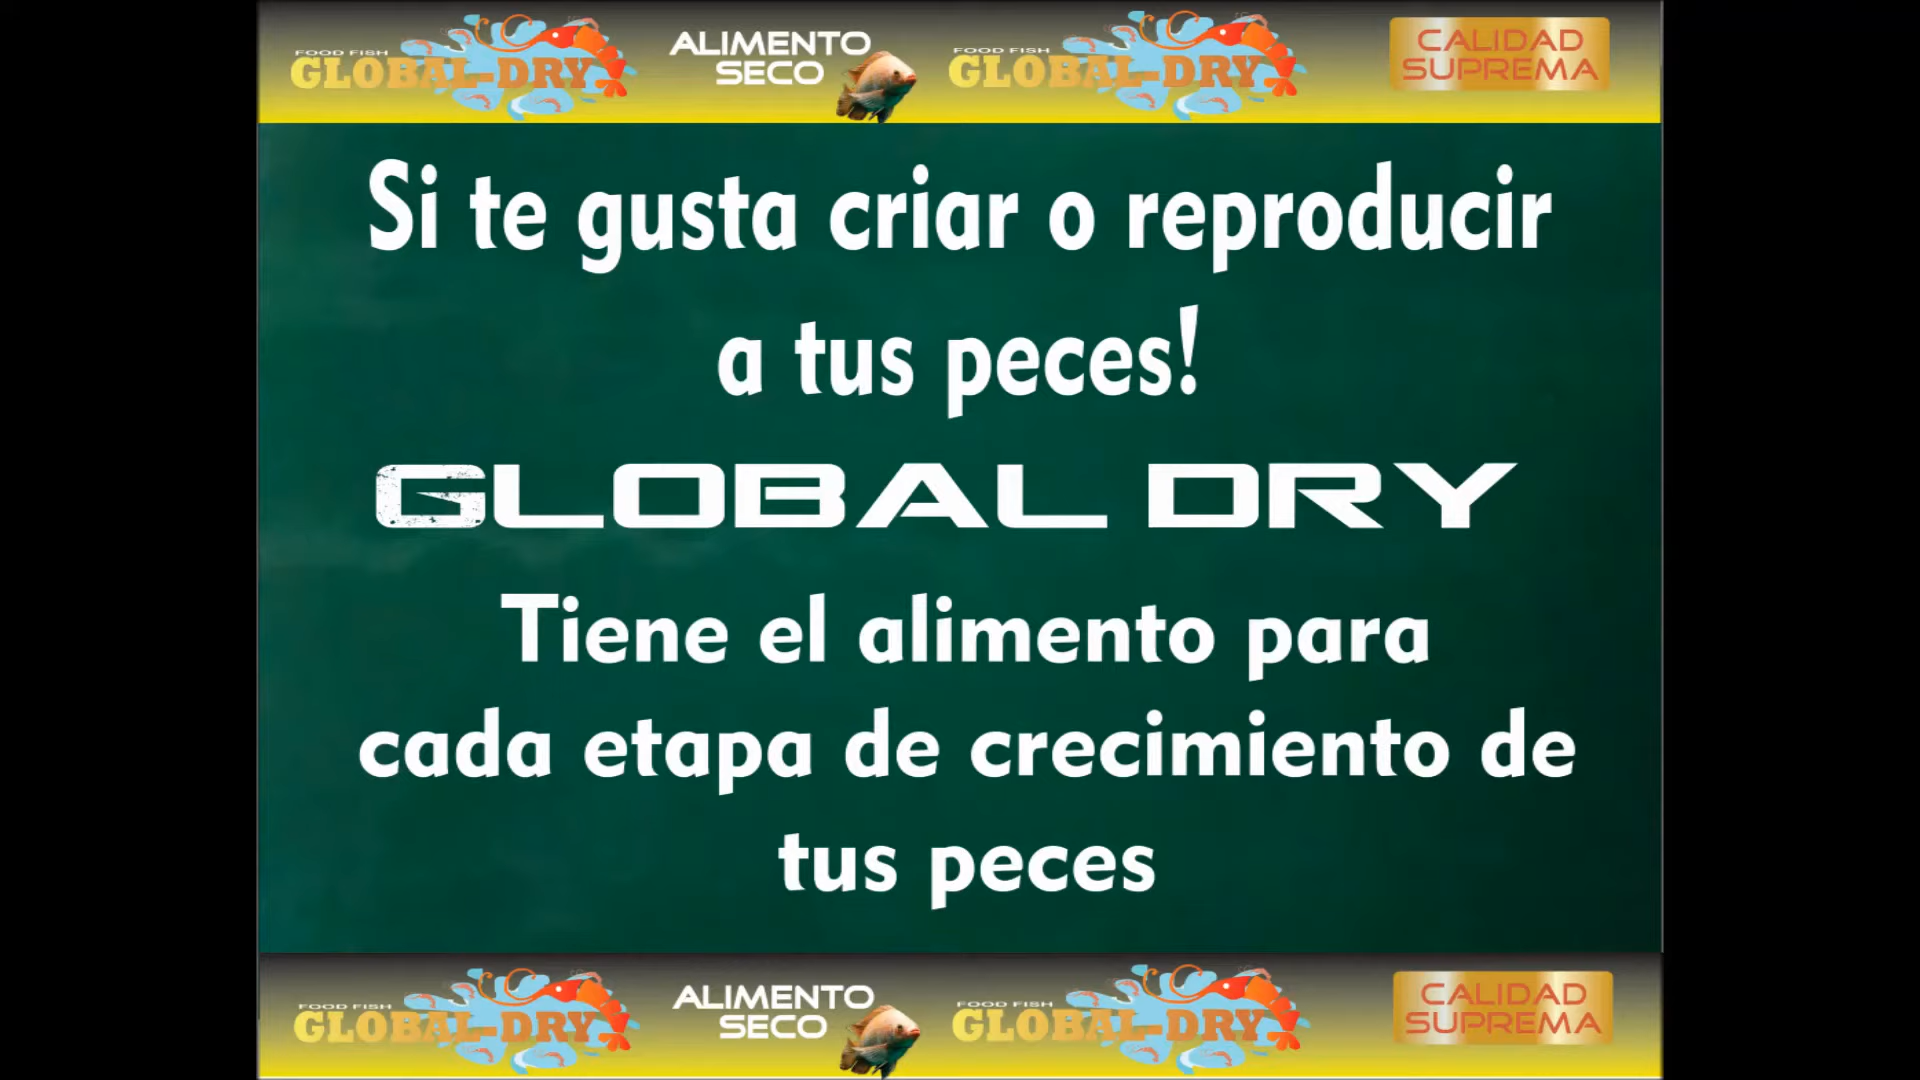 FOOD FISH
GLOBAL-DRY
ALIMENTO
SECO
FOOD FISH
GLOBAL-DRY
CALIDAD
SUPREMA
Si te gusta criar o reproducir
a tus peces!
GLOBAL DRY
Tiene el alimento para
cada etapa de crecimiento de
tus peces
FOOD FISH
GLOBAL-DRY
ALIMENTO
SECO
FOOD FISH
GLOBAL-DRY
CALIDAD
SUPREMA